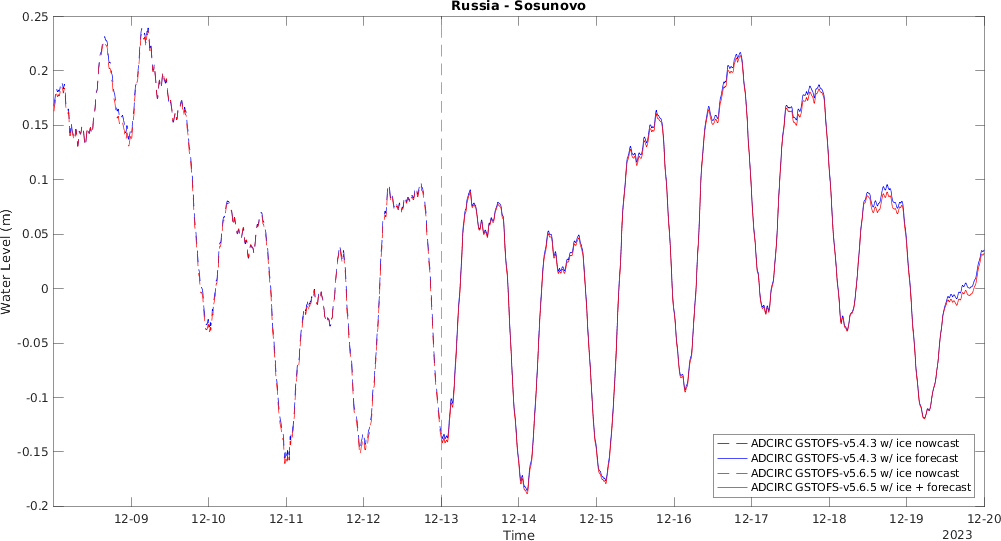 Russia - Sosunovo
0.25
0.2
0.15
0.1
0.05
0
-0.05
-0.1
-0.15
-0.2
Water Level (m)
ADCIRC GSTOFS-v5.4.3 w/ ice nowcast
ADCIRC GSTOFS-v5.4.3 w/ ice forecast
ADCIRC GSTOFS-v5.6.5 w/ ice nowcast
ADCIRC GSTOFS-v5.6.5 w/ ice + forecast
12-09 12-10 12-11 12-12 12-13 12-14 12-15 12-16 12-17 12-18 12-19 12-20
Time
2023